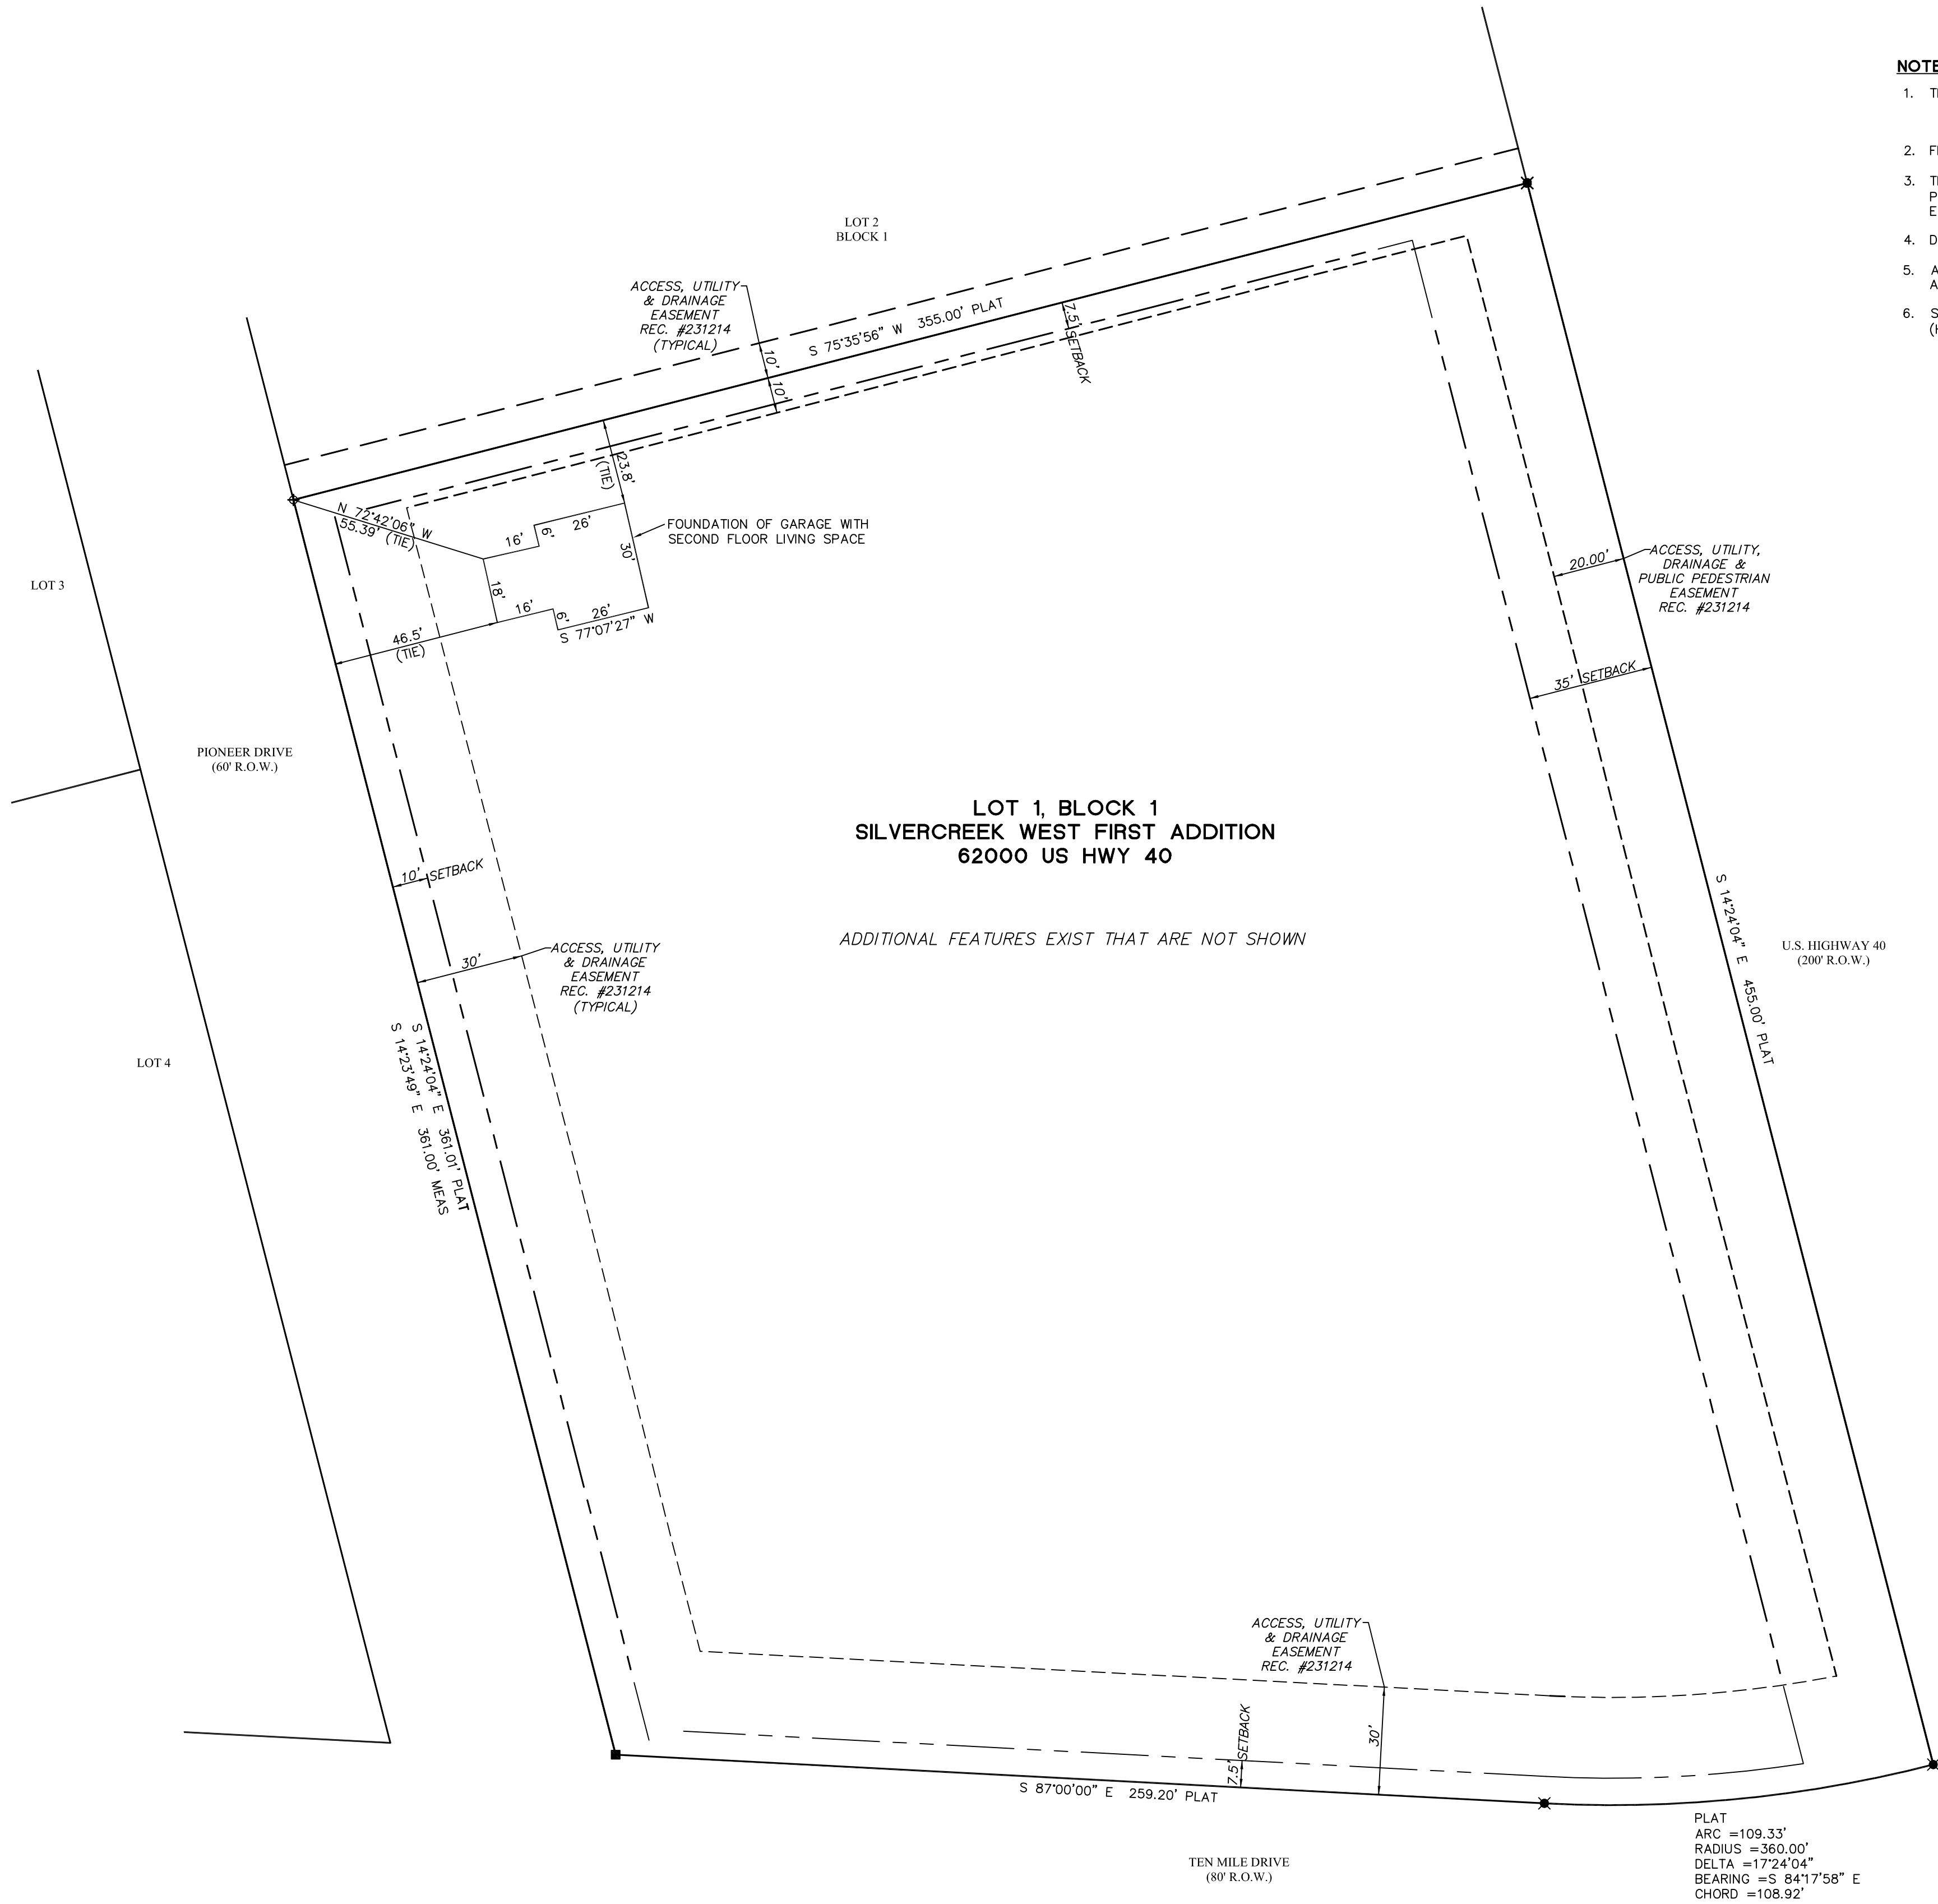 NOTE
1. T
2. F
3. T
P
E
4. D
5. A
A
6. S
(H
LOT 2
BLOCK 1
ACCESS, UTILITY
& DRAINAGE
EASEMENT
REC. #231214
(TYPICAL)
10'
10'
S 75°35'56" W 355.00' PLAT
7.5' SETBACK
23.8'
(TIE)
N 72°42'06" W
55.39' (TIE)
16'
6'
26'
30'
FOUNDATION OF GARAGE WITH
SECOND FLOOR LIVING SPACE
18'
16'
6'
26'
S 77°07'27" W
46.5'
(TIE)
LOT 3
20.00'
ACCESS, UTILITY,
DRAINAGE &
PUBLIC PEDESTRIAN
EASEMENT
REC. #231214
35' SETBACK
PIONEER DRIVE
(60' R.O.W.)
LOT 1, BLOCK 1
SILVERCREEK WEST FIRST ADDITION
62000 US HWY 40
10' SETBACK
ADDITIONAL FEATURES EXIST THAT ARE NOT SHOWN
S 14°24'04" E 455.00' PLAT
U.S. HIGHWAY 40
(200' R.O.W.)
30'
ACCESS, UTILITY
& DRAINAGE
EASEMENT
REC. #231214
(TYPICAL)
LOT 4
S 14°24'04" E 361.01' PLAT
S 14°23'49" E 361.00' MEAS
ACCESS, UTILITY
& DRAINAGE
EASEMENT
REC. #231214
7.5' SETBACK
30'
S 87°00'00" E 259.20' PLAT
PLAT
ARC =109.33'
RADIUS =360.00'
DELTA =17°24'04"
BEARING =S 84°17'58" E
CHORD =108.92'
TEN MILE DRIVE
(80' R.O.W.)